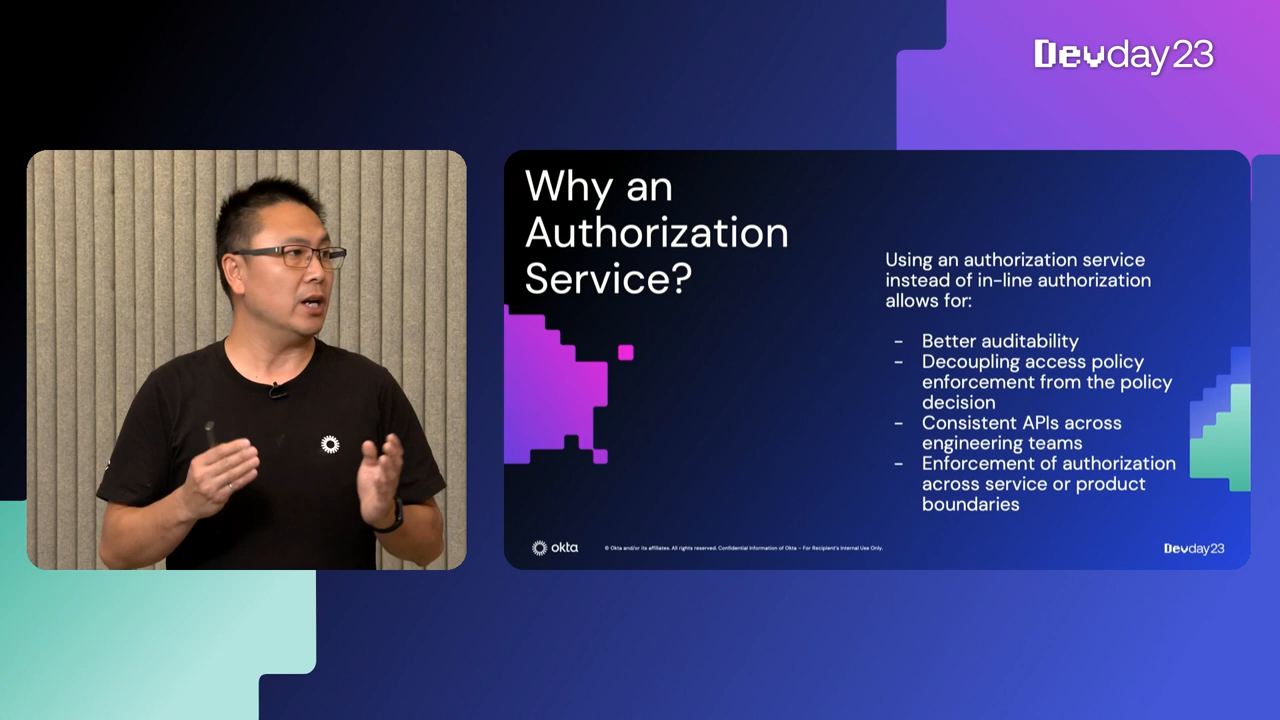 Devday23
Why an
Authorization
Service?
Using an authorization service
instead of in-line authorization
allows for:
- Better auditability
- Decoupling access policy
enforcement from the policy
decision
- Consistent APIs across
engineering teams
- Enforcement of authorization
across service or product
boundaries
okta
© Okta and/or its affiliates. All rights reserved. Confidential Information of Okta – For Recipient's Internal Use Only.
Devday23